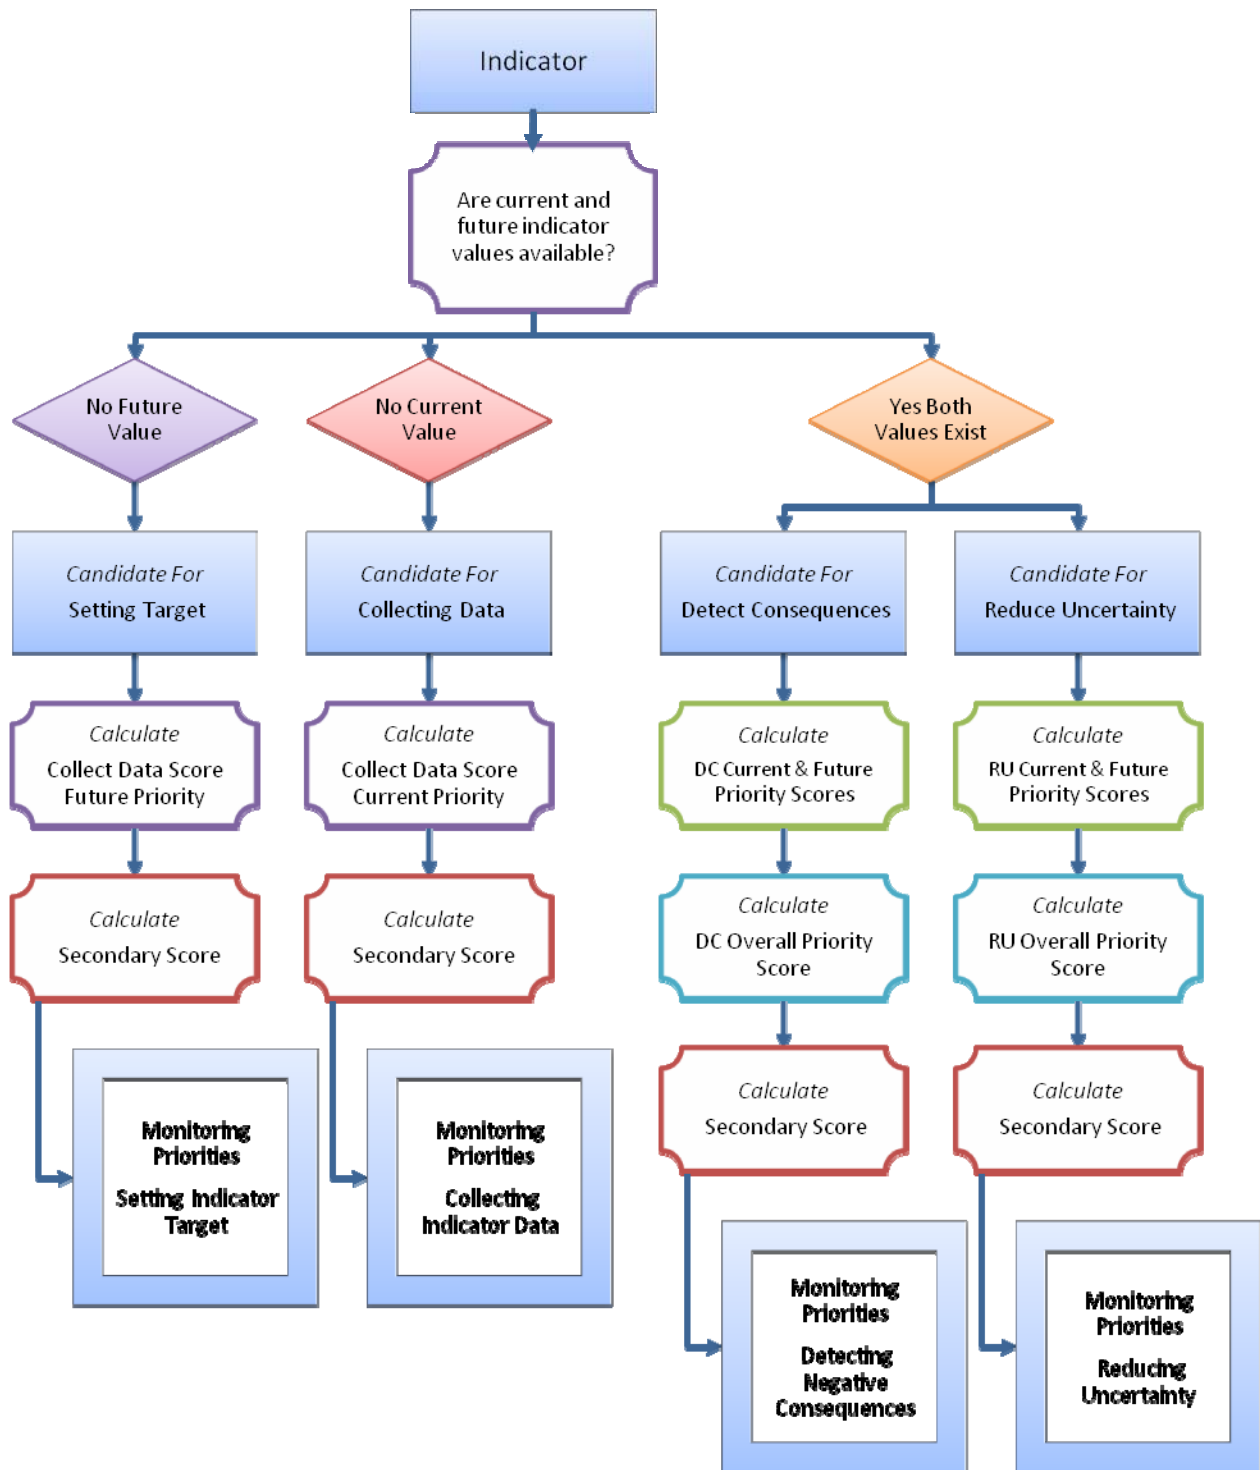 Indicator
Are current and
future indicator
values available?
No Future
Value
No Current
Value
Yes Both
Values Exist
Candidate For
Setting Target
Candidate For
Collecting Data
Candidate For
Detect Consequences
Candidate For
Reduce Uncertainty
Calculate
Collect Data Score
Future Priority
Calculate
Collect Data Score
Current Priority
Calculate
DC Current & Future
Priority Scores
Calculate
RU Current & Future
Priority Scores
Calculate
Secondary Score
Calculate
Secondary Score
Calculate
DC Overall Priority
Score
Calculate
RU Overall Priority
Score
Monitoring
Priorities
Setting Indicator
Target
Monitoring
Priorities
Collecting
Indicator Data
Calculate
Secondary Score
Calculate
Secondary Score
Monitoring
Priorities
Detecting
Negative
Consequences
Monitoring
Priorities
Reducing
Uncertainty